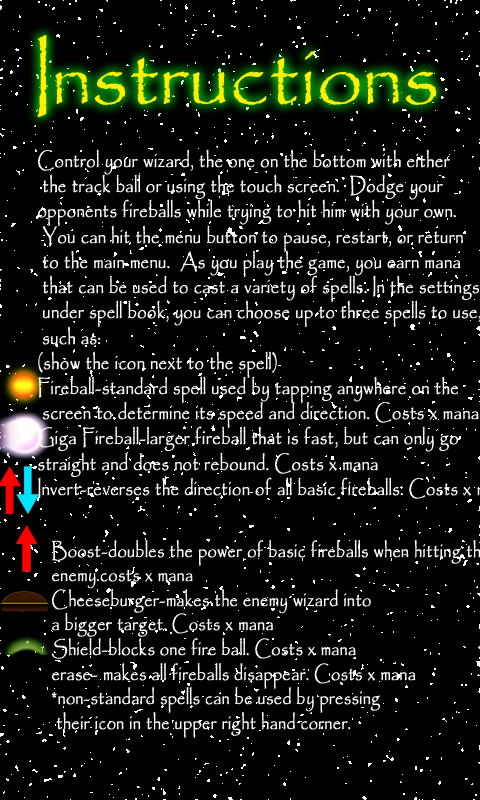 Instructions
Control your wizard, the one on the bottom with either
the track ball or using the touch screen. Dodge your
opponents fireballs while trying to hit him with your own.
You can hit the menu button to pause, restart, or return
to the main menu. As you play the game, you earn mana
that can be used to cast a variety of spells. In the settings
under spell book, you can choose up to three spells to use,
such as:
(show the icon next to the spell)
Fireball-standard spell used by tapping anywhere on the
screen to determine its speed and direction. Costs x mana
Giga Fireball-larger fireball that is fast, but can only go
straight and does not rebound. Costs x mana
Invert-reverses the direction of all basic fireballs. Costs x
Boost-doubles the power of basic fireballs when hitting
enemy.costs x mana
Cheeseburger-makes the enemy wizard into
a bigger target. Costs x mana
Shield-blocks one fire ball. Costs x mana
erase- makes all fireballs disappear. Costs x mana
*non-standard spells can be used by pressing
their icon in the upper right hand corner.